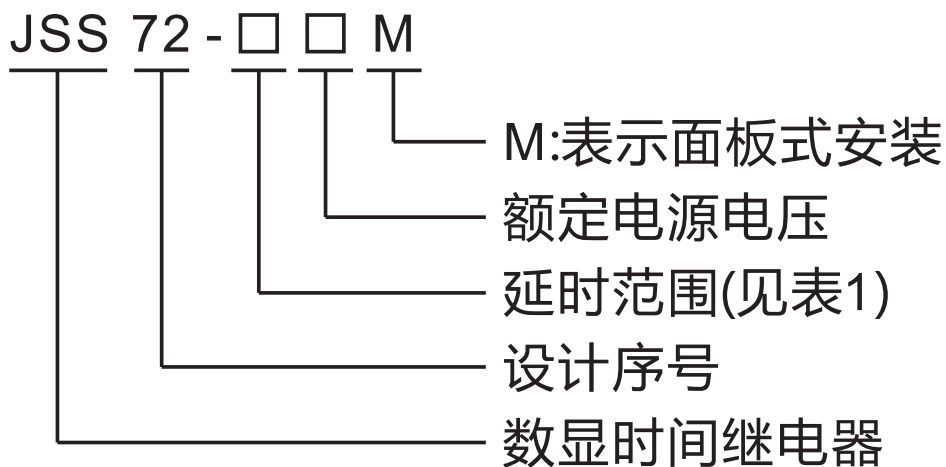 JSS 72-□□M
M:表示面板式安装
额定电源电压
延时范围(见表1)
设计序号
数显时间继电器